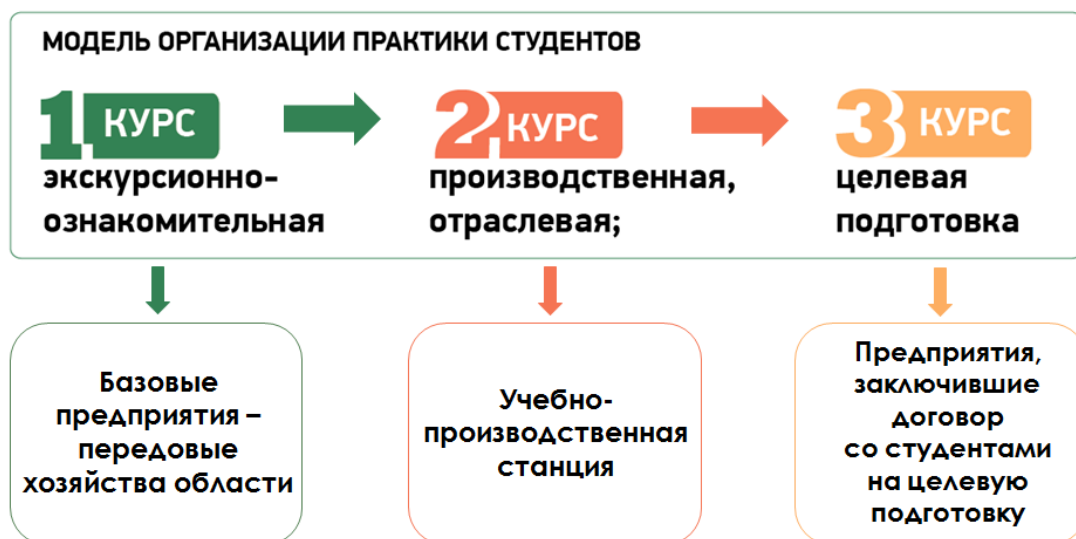 МОДЕЛЬ ОРГАНИЗАЦИИ ПРАКТИКИ СТУДЕНТОВ
1 КУРС
экскурсионно-
ознакомительная
2 КУРС
производственная,
отраслевая;
3 КУРС
целевая
подготовка
Базовые
предприятия –
передовые
хозяйства области
Учебно-
производственная
станция
Предприятия,
заключившие
договор
со студентами
на целевую
подготовку